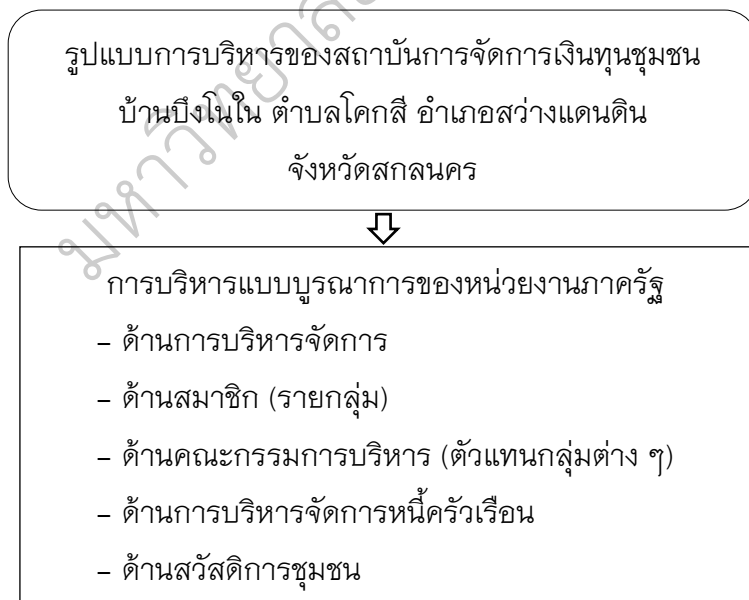 รูปแบบการบริหารของสถาบันการจัดการเงินทุนชุมชน
บ้านบึงโนใน ตำบลโคกสี อำเภอสว่างแดนดิน
จังหวัดสกลนคร
การบริหารแบบบูรณาการของหน่วยงานภาครัฐ
– ด้านการบริหารจัดการ
– ด้านสมาชิก (รายกลุ่ม)
– ด้านคณะกรรมการบริหาร (ตัวแทนกลุ่มต่าง ๆ)
– ด้านการบริหารจัดการหนี้ครัวเรือน
– ด้านสวัสดิการชุมชน